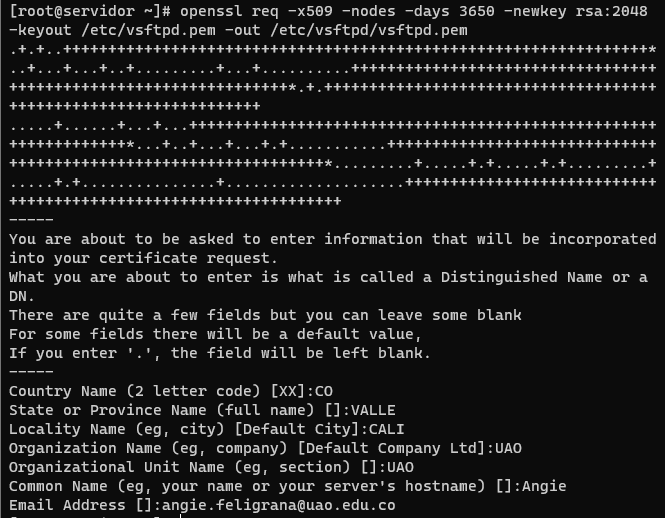 [root@servidor ~]# openssl req -x509 -nodes -days 3650 -newkey rsa:2048
-keyout /etc/vsftpd.pem -out /etc/vsftpd/vsftpd.pem
.+.+..+++++++++++++++++++++++++++++++++++++++++++++++++++++++++++++++++*
..+...+...+..+.........+...+..........++++++++++++++++++++++++++++++++++
+++++++++++++++++++++++++++++++*.+.+++++++++++++++++++++++++++++++++++++
++++++++++++++++++++++++++++
.....+......+...+...++++++++++++++++++++++++++++++++++++++++++++++++++++
+++++++++++++*...+..+...+...+.+...........++++++++++++++++++++++++++++++
+++++++++++++++++++++++++++++++++++*.........+.....+.+.....+.+.........+
.....+.+...............+....................++++++++++++++++++++++++++++
+++++++++++++++++++++++++++++++++++++
-----
You are about to be asked to enter information that will be incorporated
into your certificate request.
What you are about to enter is what is called a Distinguished Name or a
DN.
There are quite a few fields but you can leave some blank
For some fields there will be a default value,
If you enter '.', the field will be left blank.
-----
Country Name (2 letter code) [XX]:CO
State or Province Name (full name) []:VALLE
Locality Name (eg, city) [Default City]:CALI
Organization Name (eg, company) [Default Company Ltd]:UAO
Organizational Unit Name (eg, section) []:UAO
Common Name (eg, your name or your server's hostname) []:Angie
Email Address []:angie.feligrana@uao.edu.co